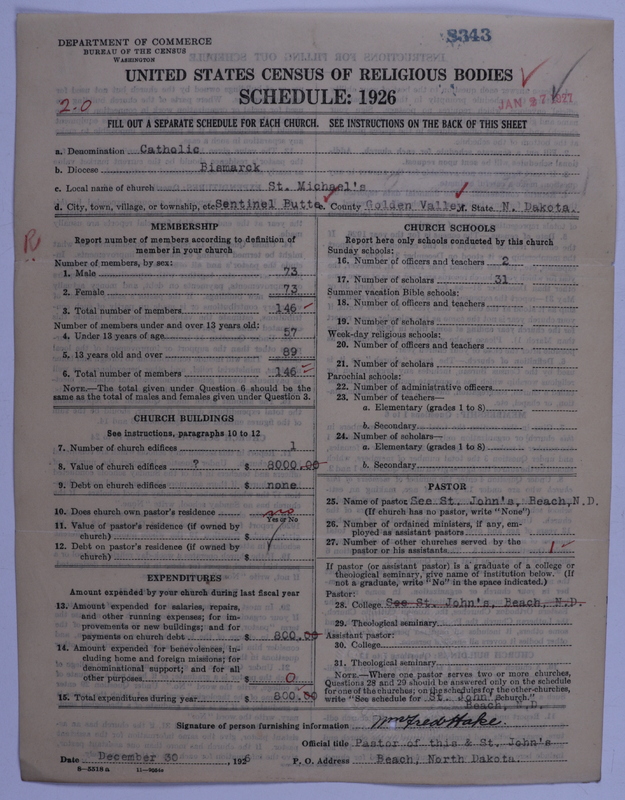 DEPARTMENT OF COMMERCE
BUREAU OF THE CENSUS
WASHINGTON
8343
UNITED STATES CENSUS OF RELIGIOUS BODIES
SCHEDULE: 1926
2-0
JAN 27 1927
FILL OUT A SEPARATE SCHEDULE FOR EACH CHURCH. SEE INSTRUCTIONS ON THE BACK OF THIS SHEET
a. Denomination Catholic
b. Diocese Bismarck
c. Local name of church St. Michael's
d. City, town, village, or township, etc. Sentinel Butte e. County Golden Valley f. State N. Dakota.
R
MEMBERSHIP
Report number of members according to definition of
member in your church
Number of members, by sex:
1. Male 73
2. Female 73
3. Total number of members 146
Number of members under and over 13 years old:
4. Under 13 years of age 57
5. 13 years old and over 89
6. Total number of members 146
NOTE.—The total given under Question 6 should be the
same as the total of males and females given under Question 3.
CHURCH BUILDINGS
See instructions, paragraphs 10 to 12
7. Number of church edifices 1
8. Value of church edifices ? $ 8000.00
9. Debt on church edifices $ none
10. Does church own pastor's residence no
Yes or No
11. Value of pastor's residence (if owned by
church) $
12. Debt on pastor's residence (if owned by
church) $
EXPENDITURES
Amount expended by your church during last fiscal year
13. Amount expended for salaries, repairs,
and other running expenses; for im-
provements or new buildings; and for
payments on church debt $ 800.00
14. Amount expended for benevolences, in-
cluding home and foreign missions; for
denominational support; and for all
other purposes $ 0
15. Total expenditures during year $ 800.00
CHURCH SCHOOLS
Report here only schools conducted by this church
Sunday schools:
16. Number of officers and teachers 2
17. Number of scholars 31
Summer vacation Bible schools:
18. Number of officers and teachers
19. Number of scholars
Week-day religious schools:
20. Number of officers and teachers
21. Number of scholars
Parochial schools:
22. Number of administrative officers
23. Number of teachers—
a. Elementary (grades 1 to 8)
b. Secondary
24. Number of scholars—
a. Elementary (grades 1 to 8)
b. Secondary
PASTOR
25. Name of pastor See St. John's, Beach, N.D.
(If church has no pastor, write "None")
26. Number of ordained ministers, if any, em-
ployed as assistant pastors
27. Number of other churches served by the
pastor or his assistants 1
If pastor (or assistant pastor) is a graduate of a college or
theological seminary, give name of institution below. (If
not a graduate, write "No" in the space indicated.)
Pastor:
28. College See St. John's, Beach, N.D.
29. Theological seminary
Assistant pastor:
30. College
31. Theological seminary
NOTE.—Where one pastor serves two or more churches,
Questions 28 and 29 should be answered only on the schedule
for one of the churches; on the schedules for the other churches,
write "See schedule for St. John's church."
Beach, N.D.
Signature of person furnishing information Wm Fred Hake.
Official title Pastor of this & St. John's
Date December 30, 1926 P. O. Address Beach, North Dakota.
8-5518a 11-9034a